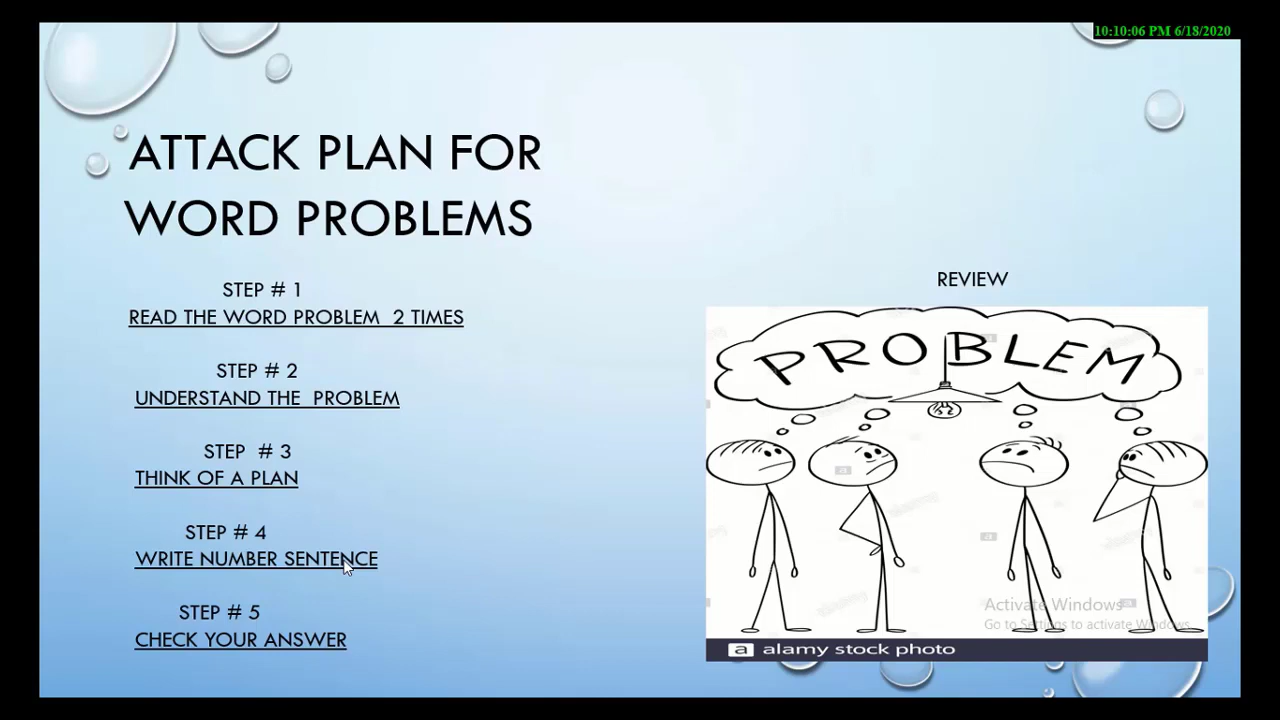 10:10:06 PM 6/18/2020
ATTACK PLAN FOR
WORD PROBLEMS
STEP # 1
READ THE WORD PROBLEM  2 TIMES
STEP # 2
UNDERSTAND THE  PROBLEM
STEP  # 3
THINK OF A PLAN
STEP # 4
WRITE NUMBER SENTENCE
STEP # 5
CHECK YOUR ANSWER
REVIEW
PROBLEM
Activate Windows
Go to Settings to activate Windows.
a alamy stock photo